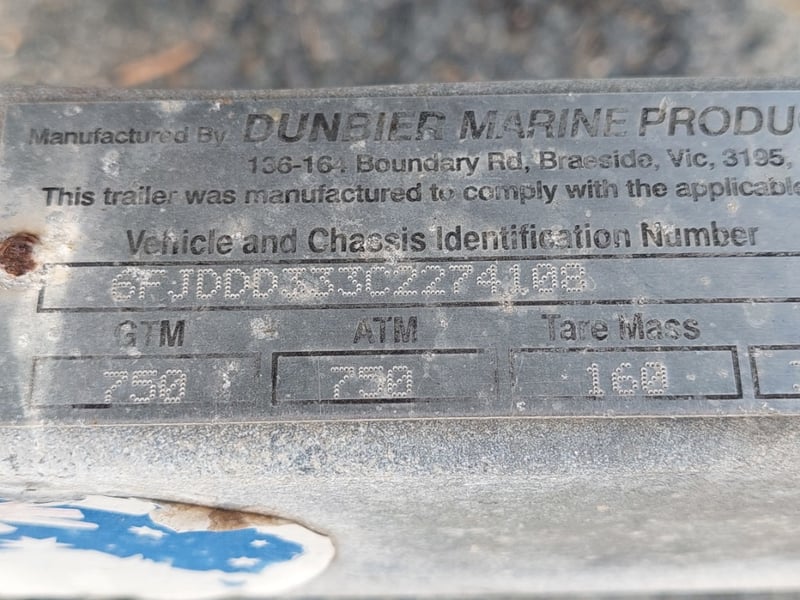 Manufactured By DUNBIER MARINE PRODU
136-164 Boundary Rd, Braeside, Vic, 3195,
This trailer was manufactured to comply with the applicable
Vehicle and Chassis Identification Number
6FJDDD333C2274108
GTM ATM Tare Mass
750 750 160